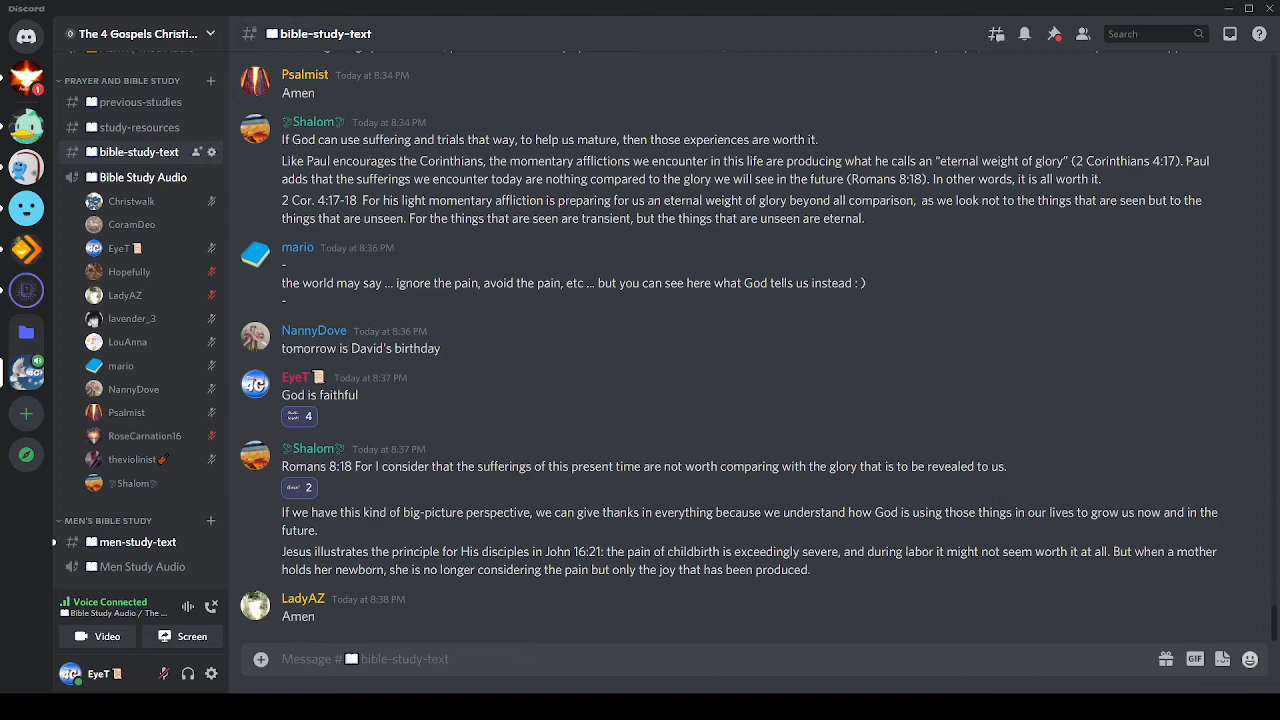 Discord
The 4 Gospels Christi...
bible-study-text
Search
PRAYER AND BIBLE STUDY
previous-studies
study-resources
bible-study-text
Bible Study Audio
Christwalk
CoramDeo
EyeT
Hopefully
LadyAZ
lavender_3
LouAnna
mario
NannyDove
Psalmist
RoseCarnation16
theviolinist
Shalom
MEN'S BIBLE STUDY
men-study-text
Men Study Audio
Voice Connected
Bible Study Audio / The ...
Video
Screen
EyeT
1
Psalmist Today at 8:34 PM
Amen
Shalom Today at 8:34 PM
If God can use suffering and trials that way, to help us mature, then those experiences are worth it.
Like Paul encourages the Corinthians, the momentary afflictions we encounter in this life are producing what he calls an “eternal weight of glory” (2 Corinthians 4:17). Paul
adds that the sufferings we encounter today are nothing compared to the glory we will see in the future (Romans 8:18). In other words, it is all worth it.
2 Cor. 4:17-18 For his light momentary affliction is preparing for us an eternal weight of glory beyond all comparison, as we look not to the things that are seen but to the
things that are unseen. For the things that are seen are transient, but the things that are unseen are eternal.
mario Today at 8:36 PM
-
the world may say ... ignore the pain, avoid the pain, etc ... but you can see here what God tells us instead : )
-
NannyDove Today at 8:36 PM
tomorrow is David's birthday
EyeT Today at 8:37 PM
God is faithful
4
Shalom Today at 8:37 PM
Romans 8:18 For I consider that the sufferings of this present time are not worth comparing with the glory that is to be revealed to us.
2
If we have this kind of big-picture perspective, we can give thanks in everything because we understand how God is using those things in our lives to grow us now and in the
future.
Jesus illustrates the principle for His disciples in John 16:21: the pain of childbirth is exceedingly severe, and during labor it might not seem worth it at all. But when a mother
holds her newborn, she is no longer considering the pain but only the joy that has been produced.
LadyAZ Today at 8:38 PM
Amen
Message # bible-study-text
GIF